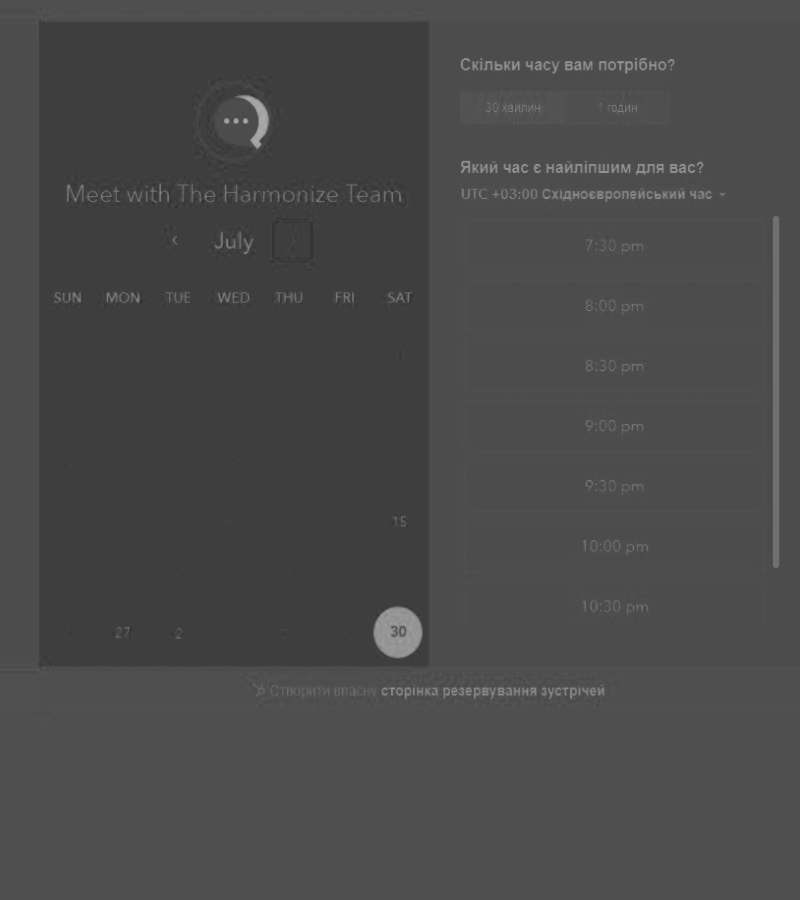 Meet with The Harmonize Team
July
SUN MON TUE WED THU FRI SAT
15
27
30
Скільки часу вам потрібно?
30 хвилин 1 годин
Який час є найліпшим для вас?
UTC +03:00 Східноєвропейський час
7:30 pm
8:00 pm
8:30 pm
9:00 pm
9:30 pm
10:00 pm
10:30 pm
Створити власну сторінка резервування зустрічей